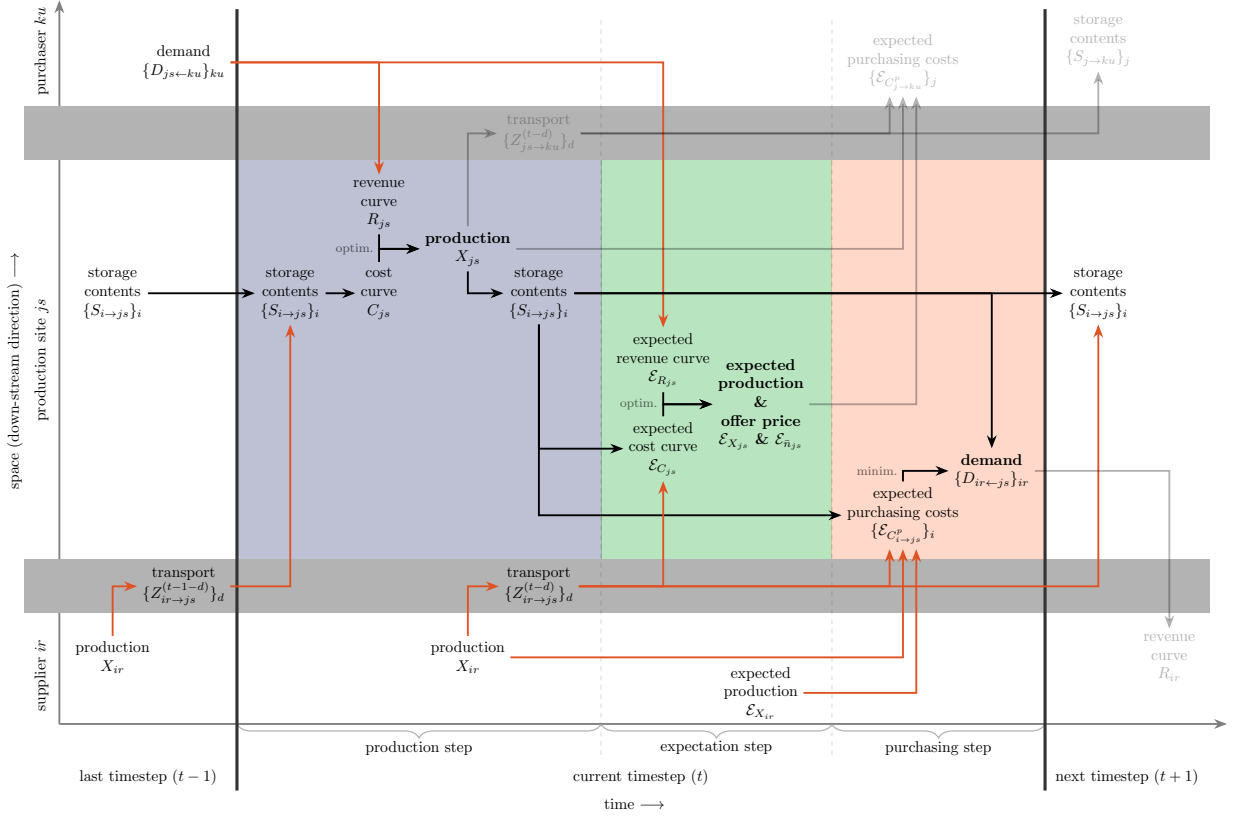 purchaser ku
demand
{D_{js←ku}}_{ku}
expected
purchasing costs
{ℰ_{C^p_{j→ku}}}_j
storage
contents
{S_{j→ku}}_j
transport
{Z^{(t-d)}_{js→ku}}_d
space (down-stream direction) ⟶
production site js
revenue
curve
R_{js}
optim.
production
X_{js}
storage
contents
{S_{i→js}}_i
storage
contents
{S_{i→js}}_i
cost
curve
C_{js}
storage
contents
{S_{i→js}}_i
storage
contents
{S_{i→js}}_i
expected
revenue curve
ℰ_{R_{js}}
optim.
expected
production
&
offer price
ℰ_{X_{js}} & ℰ_{n̄_{js}}
expected
cost curve
ℰ_{C_{js}}
minim.
demand
{D_{ir←js}}_{ir}
expected
purchasing costs
{ℰ_{C^p_{i→js}}}_i
transport
{Z^{(t-1-d)}_{ir→js}}_d
transport
{Z^{(t-d)}_{ir→js}}_d
supplier ir
production
X_{ir}
production
X_{ir}
expected
production
ℰ_{X_{ir}}
revenue
curve
R_{ir}
production step
expectation step
purchasing step
last timestep (t − 1)
current timestep (t)
next timestep (t + 1)
time ⟶